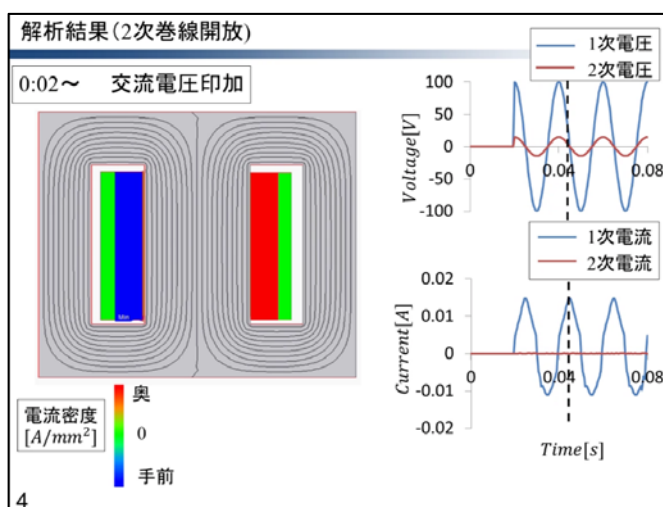 解析結果(2次巻線開放)
0:02～ 交流電圧印加
1次電圧
2次電圧
Voltage[V]
100
50
0
-50
-100
0
0.04
0.08
1次電流
2次電流
Current[A]
0.02
0.01
0
-0.01
-0.02
0
0.04
0.08
Time[s]
Min
電流密度
[A/mm²]
奥
0
手前
4